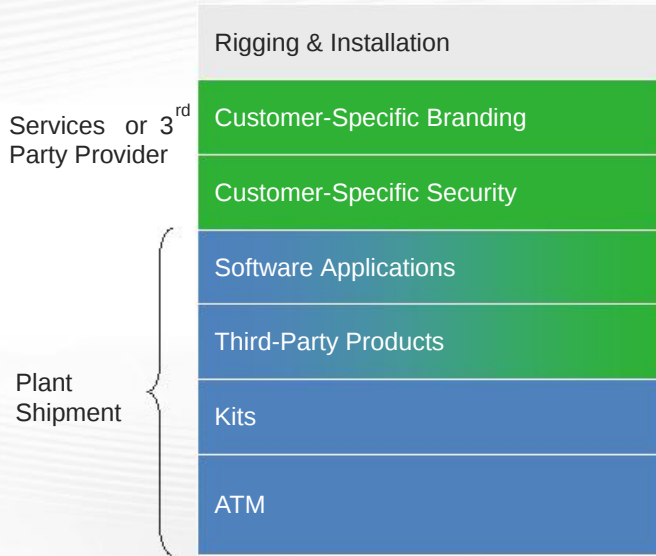 Rigging & Installation
Services or 3rd
Party Provider
Customer-Specific Branding
Customer-Specific Security
Software Applications
Third-Party Products
Plant
Shipment
Kits
ATM